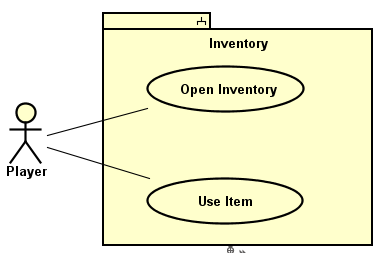 Inventory
Open Inventory
Player
Use Item